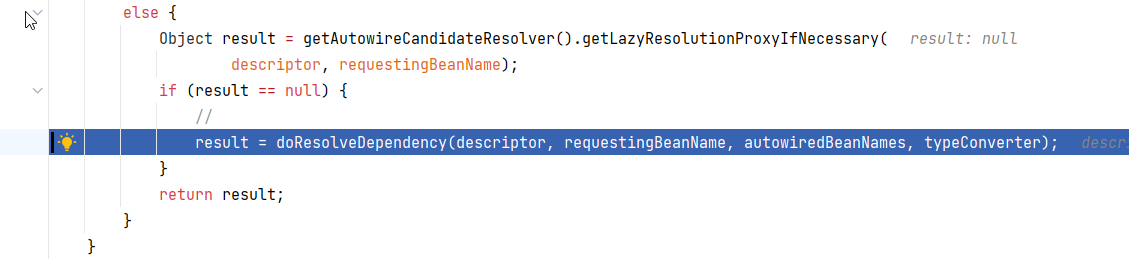 else {
Object result = getAutowireCandidateResolver().getLazyResolutionProxyIfNecessary( result: null
descriptor, requestingBeanName);
if (result == null) {
//
result = doResolveDependency(descriptor, requestingBeanName, autowiredBeanNames, typeConverter);
}
return result;
}
}